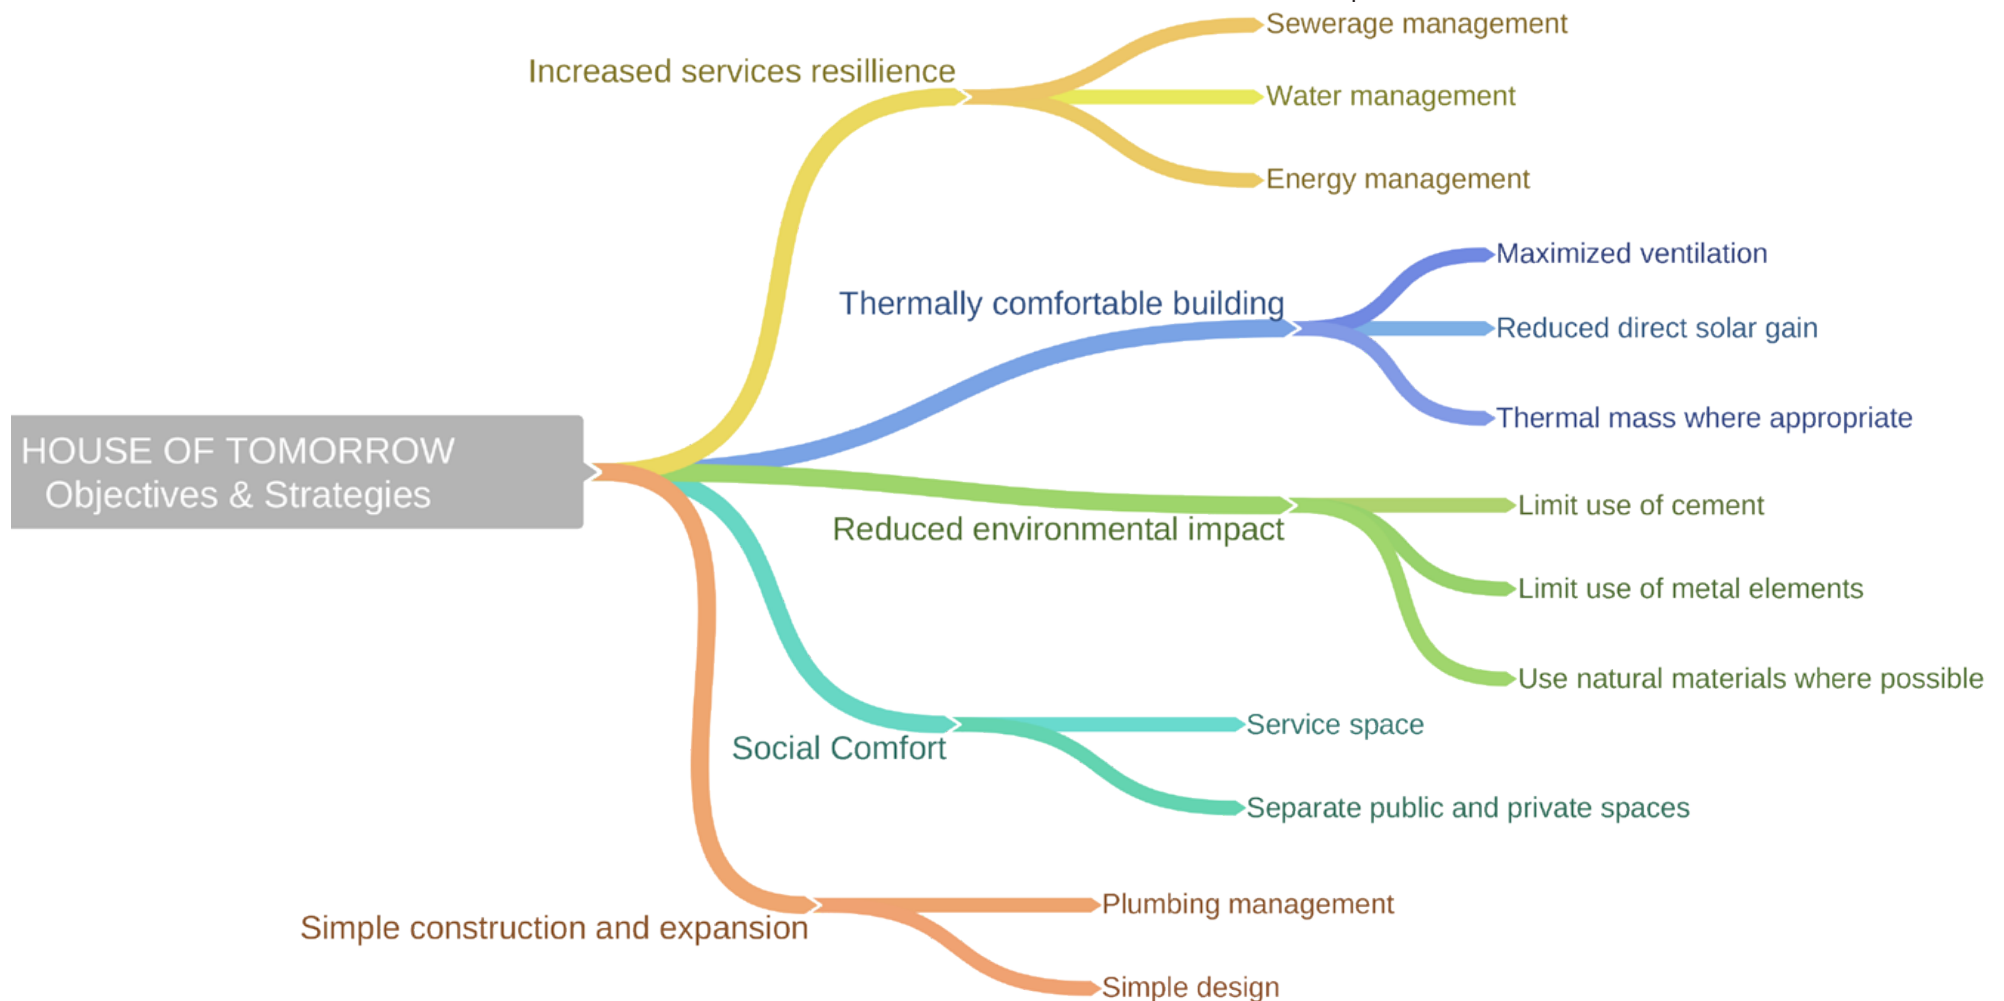 HOUSE OF TOMORROW
Objectives & Strategies
Increased services resillience
Sewerage management
Water management
Energy management
Thermally comfortable building
Maximized ventilation
Reduced direct solar gain
Thermal mass where appropriate
Reduced environmental impact
Limit use of cement
Limit use of metal elements
Use natural materials where possible
Social Comfort
Service space
Separate public and private spaces
Simple construction and expansion
Plumbing management
Simple design